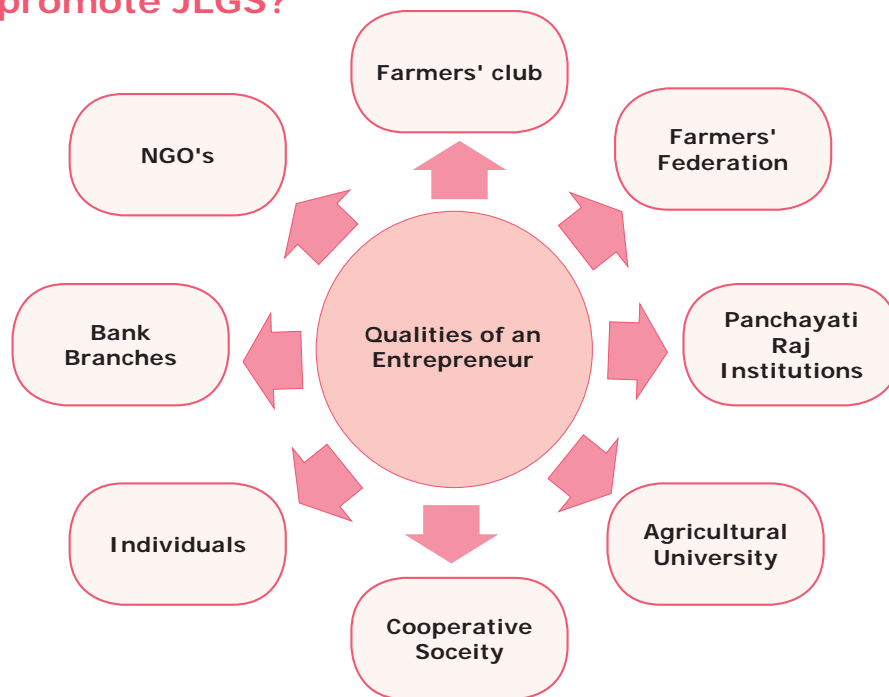 promote JLGS?
Farmers' club
Farmers'
Federation
NGO's
Panchayati
Raj
Institutions
Bank
Branches
Qualities of an
Entrepreneur
Agricultural
University
Individuals
Cooperative
Soceity